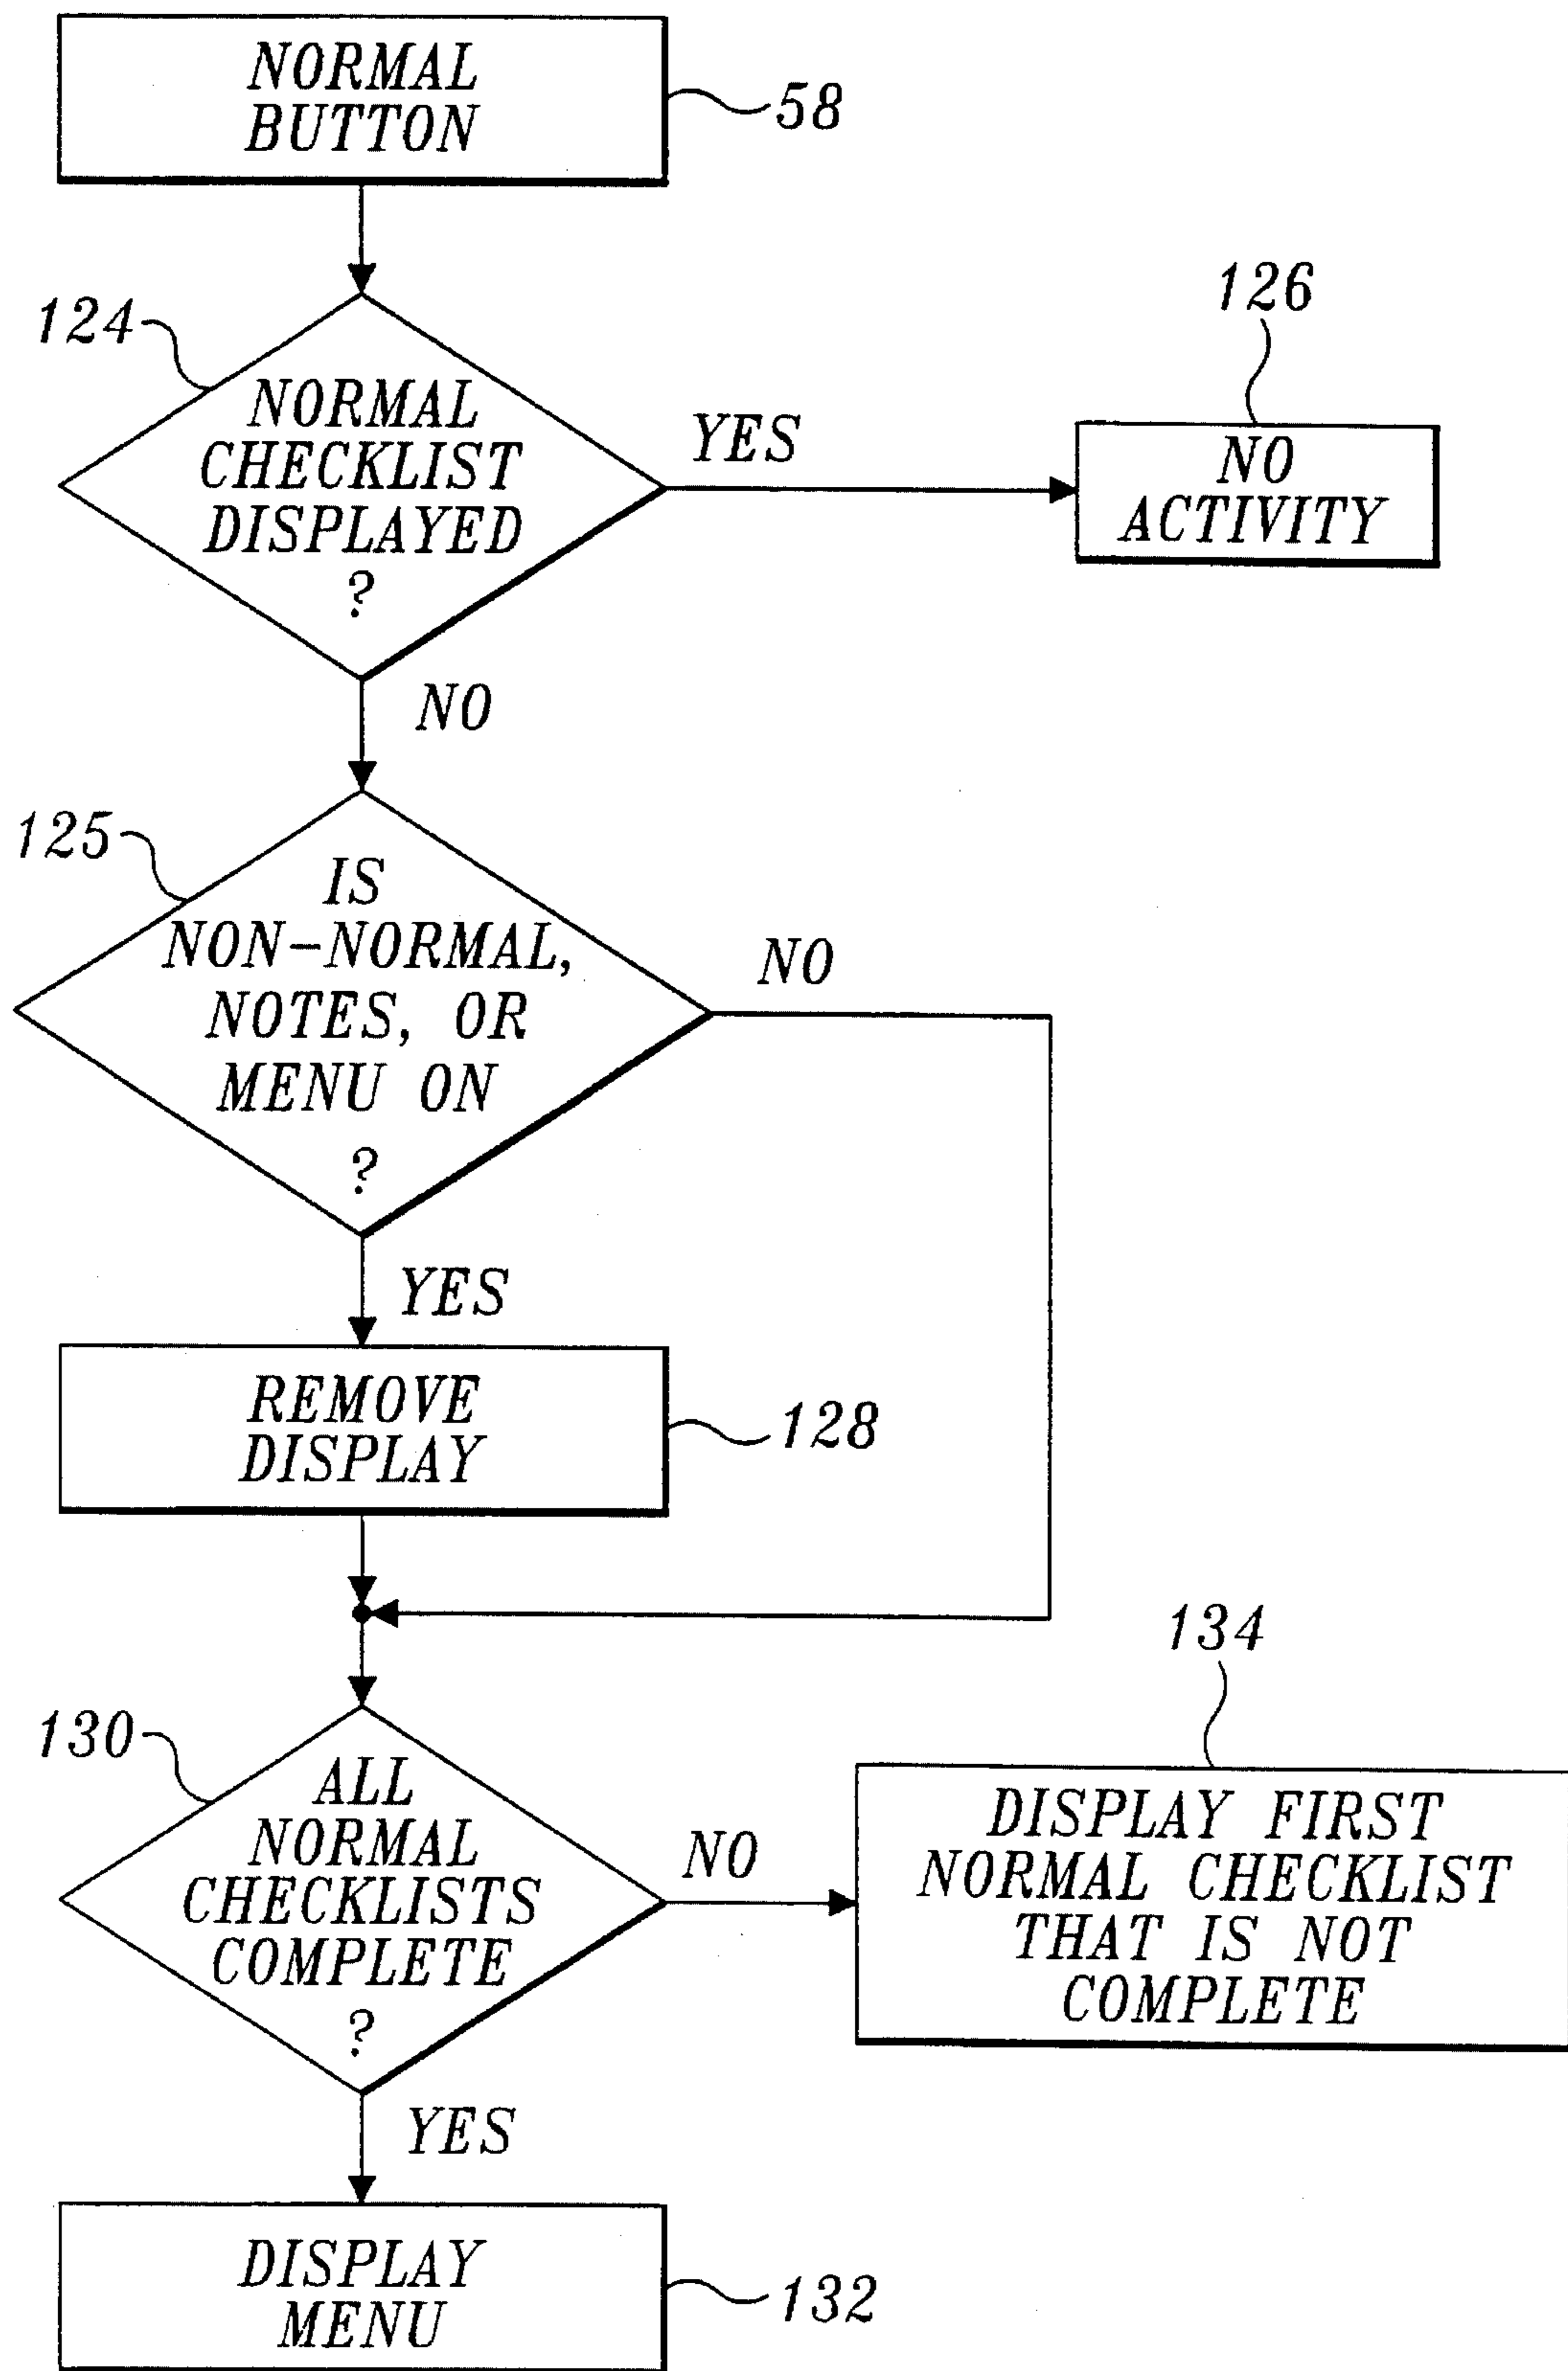 NORMAL
BUTTON
58
124
NORMAL
CHECKLIST
DISPLAYED
?
YES
126
NO
ACTIVITY
NO
125
IS
NON-NORMAL,
NOTES, OR
MENU ON
?
NO
YES
REMOVE
DISPLAY
128
130
ALL
NORMAL
CHECKLISTS
COMPLETE
?
NO
134
DISPLAY FIRST
NORMAL CHECKLIST
THAT IS NOT
COMPLETE
YES
DISPLAY
MENU
132